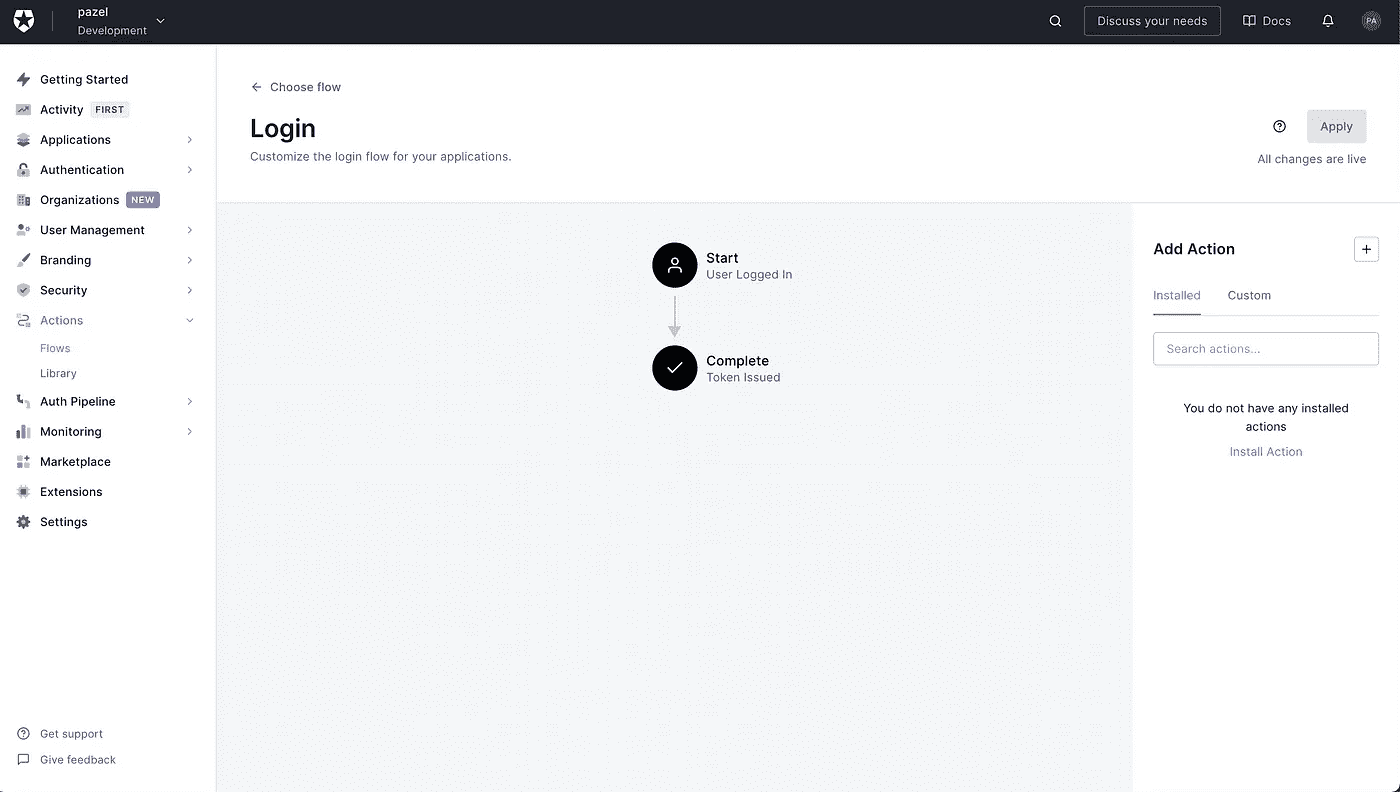 pazel
Development
Discuss your needs
Docs
PA
Getting Started
Activity FIRST
Applications
Authentication
Organizations NEW
User Management
Branding
Security
Actions
Flows
Library
Auth Pipeline
Monitoring
Marketplace
Extensions
Settings
Get support
Give feedback
Choose flow
Login
Customize the login flow for your applications.
Apply
All changes are live
Start
User Logged In
Complete
Token Issued
Add Action
Installed Custom
Search actions...
You do not have any installed
actions
Install Action